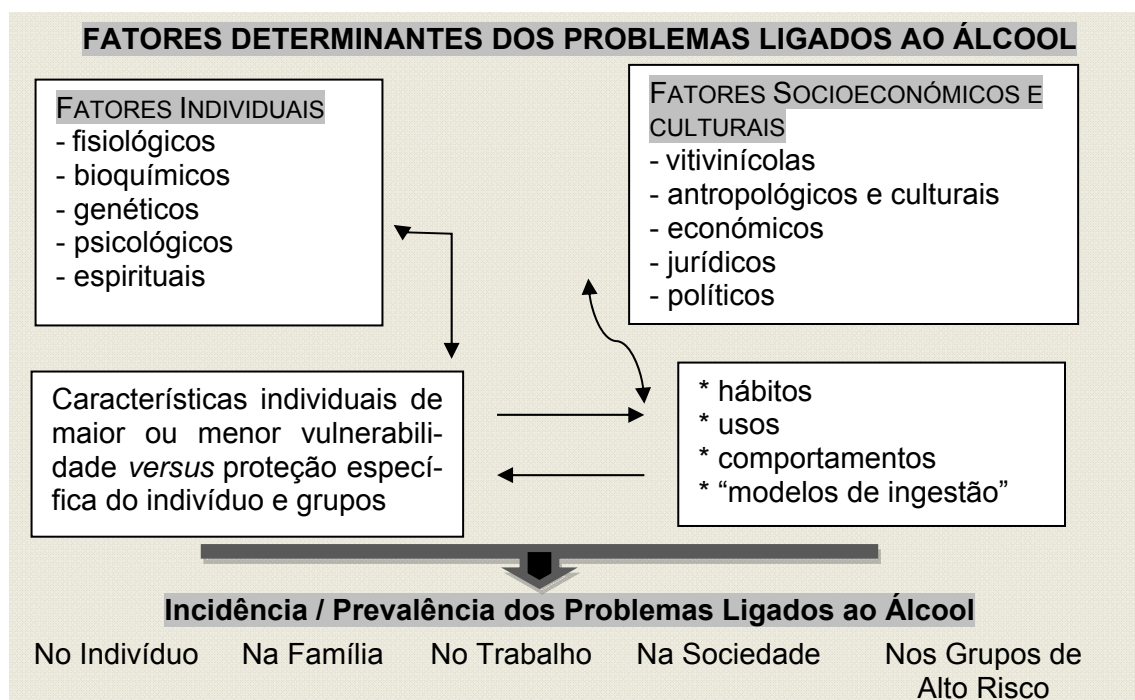 FATORES DETERMINANTES DOS PROBLEMAS LIGADOS AO ÁLCOOL
FATORES INDIVIDUAIS
- fisiológicos
- bioquímicos
- genéticos
- psicológicos
- espirituais
FATORES SOCIOECONÓMICOS E
CULTURAIS
- vitivinícolas
- antropológicos e culturais
- económicos
- jurídicos
- políticos
Características individuais de
maior ou menor vulnerabili-
dade versus proteção especí-
fica do indivíduo e grupos
* hábitos
* usos
* comportamentos
* “modelos de ingestão”
Incidência / Prevalência dos Problemas Ligados ao Álcool
No Indivíduo Na Família No Trabalho Na Sociedade Nos Grupos de
Alto Risco